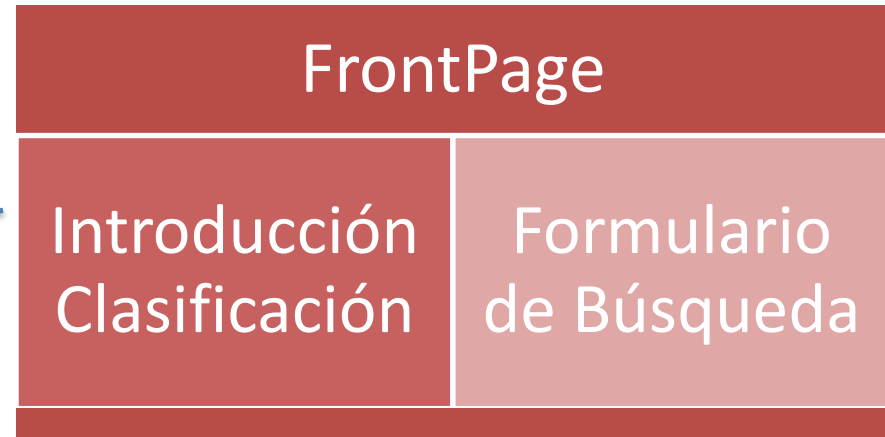 FrontPage
Introducción
Clasificación
Formulario
de Búsqueda